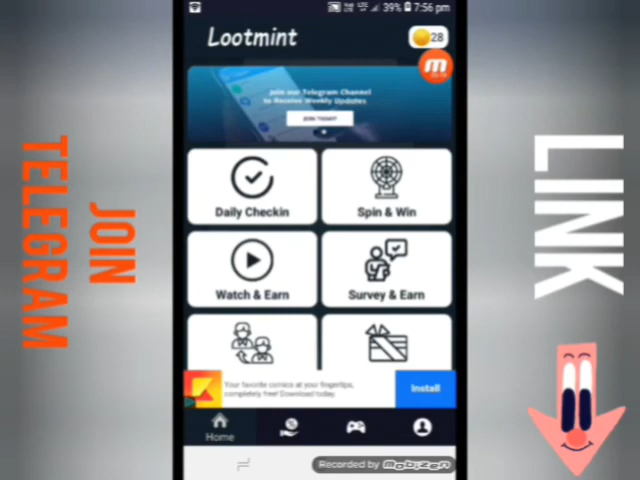 39% 7:56 pm
Lootmint
28
Join our Telegram Channel
to Receive Weekly Updates
JOIN TODAY
Daily Checkin
Spin & Win
Watch & Earn
Survey & Earn
Your favorite comics at your fingertips,
completely free! Download today.
Install
Home
Recorded by MOBIZEN
JOIN
TELEGRAM
LINK